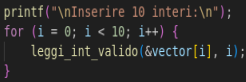 printf("\nInserire 10 interi:\n");
for (i = 0; i < 10; i++) {
    leggi_int_valido(&vector[i], i);
}